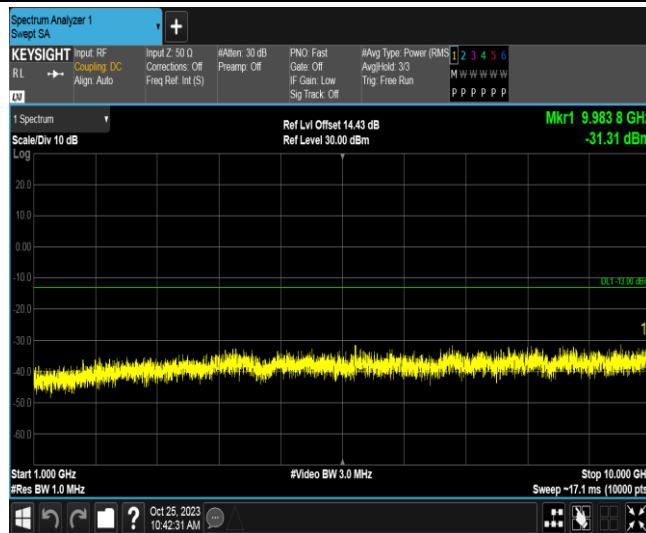 Spectrum Analyzer 1
Swept SA
+
KEYSIGHT
RL
LXI
Input: RF
Coupling: DC
Align: Auto
Input Z: 50 Ω
Corrections: Off
Freq Ref: Int (S)
#Atten: 30 dB
Preamp: Off
PNO: Fast
Gate: Off
IF Gain: Low
Sig Track: Off
#Avg Type: Power (RMS
Avg|Hold: 3/3
Trig: Free Run
1 2 3 4 5 6
M W W W W W
P P P P P P
1 Spectrum
Scale/Div 10 dB
Ref Lvl Offset 14.43 dB
Ref Level 30.00 dBm
Mkr1 9.983 8 GHz
-31.31 dBm
Log
20.0
10.0
0.00
-10.0
DL1 -13.00 dBm
-20.0
1
-30.0
-40.0
-50.0
-60.0
Start 1.000 GHz
#Video BW 3.0 MHz
Stop 10.000 GHz
#Res BW 1.0 MHz
Sweep ~17.1 ms (10000 pts)
?
Oct 25, 2023
10:42:31 AM